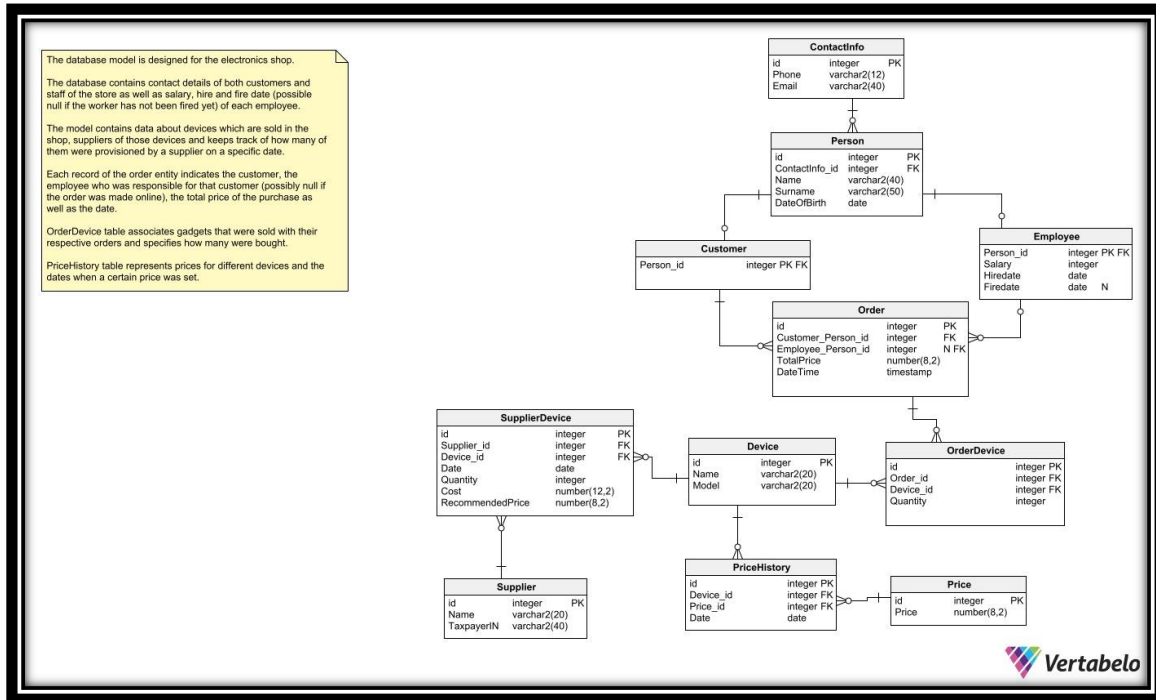 The database model is designed for the electronics shop.
The database contains contact details of both customers and
staff of the store as well as salary, hire and fire date (possible
null if the worker has not been fired yet) of each employee.
The model contains data about devices which are sold in the
shop, suppliers of those devices and keeps track of how many of
them were provisioned by a supplier on a specific date.
Each record of the order entity indicates the customer, the
employee who was responsible for that customer (possibly null if
the order was made online), the total price of the purchase as
well as the date.
OrderDevice table associates gadgets that were sold with their
respective orders and specifies how many were bought.
PriceHistory table represents prices for different devices and the
dates when a certain price was set.
ContactInfo
id integer PK
Phone varchar2(12)
Email varchar2(40)
Person
id integer PK
ContactInfo_id integer FK
Name varchar2(40)
Surname varchar2(50)
DateOfBirth date
Customer
Person_id integer PK FK
Employee
Person_id integer PK FK
Salary integer
Hiredate date
Firedate date N
Order
id integer PK
Customer_Person_id integer FK
Employee_Person_id integer N FK
TotalPrice number(8,2)
DateTime timestamp
SupplierDevice
id integer PK
Supplier_id integer FK
Device_id integer FK
Date date
Quantity integer
Cost number(12,2)
RecommendedPrice number(8,2)
Device
id integer PK
Name varchar2(20)
Model varchar2(20)
OrderDevice
id integer PK
Order_id integer FK
Device_id integer FK
Quantity integer
Supplier
id integer PK
Name varchar2(20)
TaxpayerIN varchar2(40)
PriceHistory
id integer PK
Device_id integer FK
Price_id integer FK
Date date
Price
id integer PK
Price number(8,2)
Vertabelo